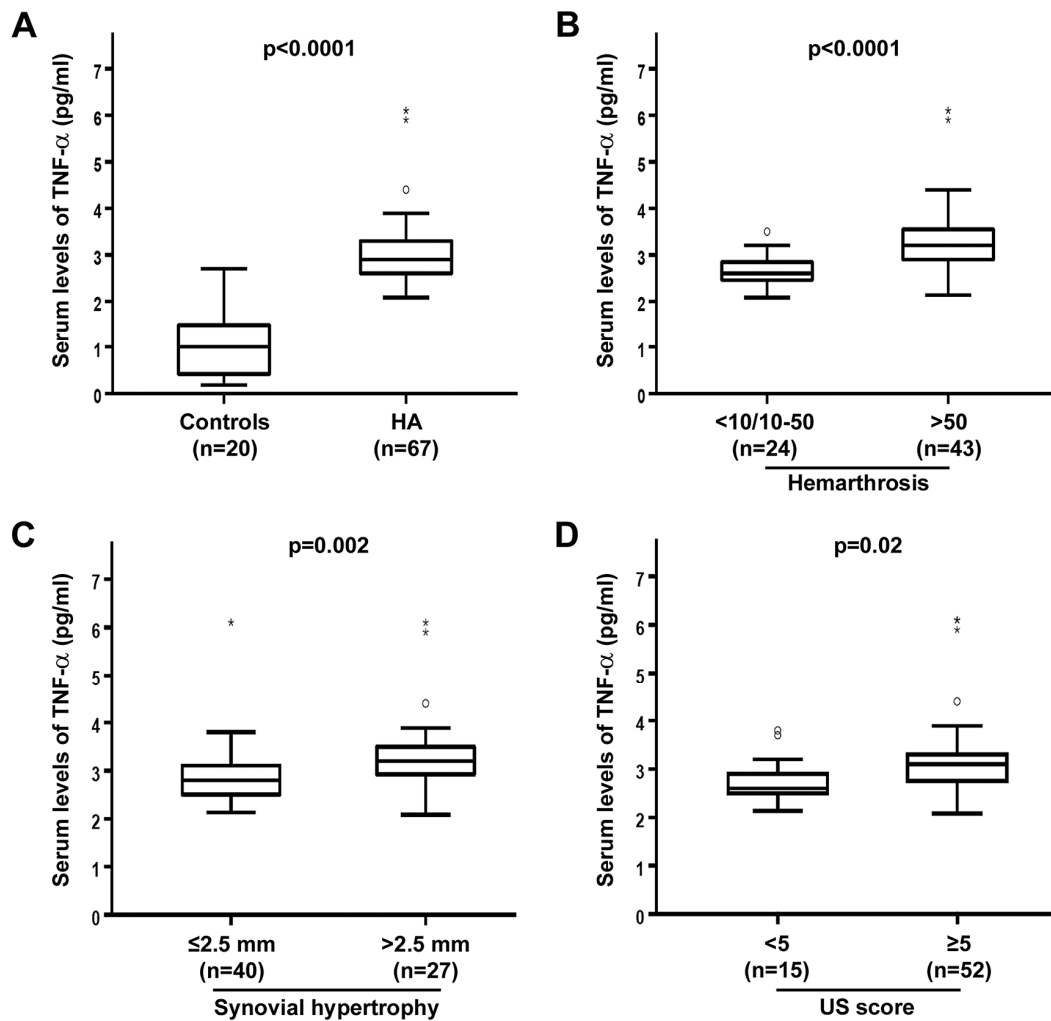 A
p<0.0001
Serum levels of TNF-α (pg/ml)
7
6
5
4
3
2
1
0
Controls
(n=20)
HA
(n=67)
B
p<0.0001
Serum levels of TNF-α (pg/ml)
7
6
5
4
3
2
1
0
<10/10-50
(n=24)
>50
(n=43)
Hemarthrosis
C
p=0.002
Serum levels of TNF-α (pg/ml)
7
6
5
4
3
2
1
0
≤2.5 mm
(n=40)
>2.5 mm
(n=27)
Synovial hypertrophy
D
p=0.02
Serum levels of TNF-α (pg/ml)
7
6
5
4
3
2
1
0
<5
(n=15)
≥5
(n=52)
US score